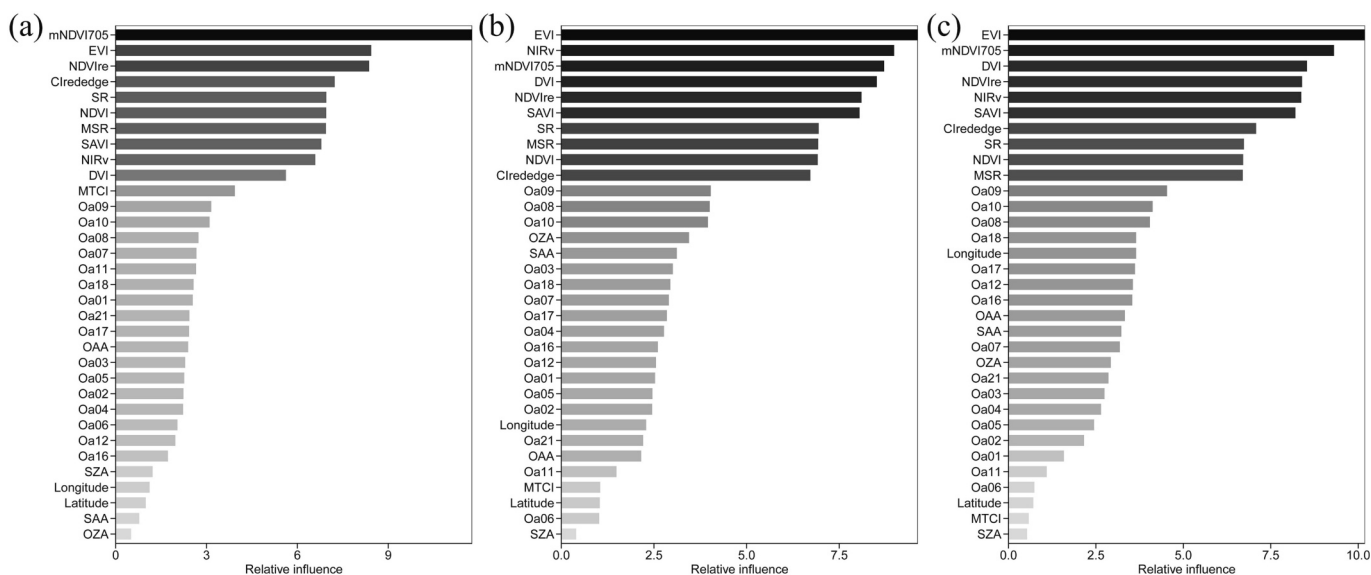 (a)
mNDVI705
EVI
NDVIre
CIrededge
SR
NDVI
MSR
SAVI
NIRv
DVI
MTCI
Oa09
Oa10
Oa08
Oa07
Oa11
Oa18
Oa01
Oa21
Oa17
OAA
Oa03
Oa05
Oa02
Oa04
Oa06
Oa12
Oa16
SZA
Longitude
Latitude
SAA
OZA
0 3 6 9
Relative influence
(b)
EVI
NIRv
mNDVI705
DVI
NDVIre
SAVI
SR
MSR
NDVI
CIrededge
Oa09
Oa08
Oa10
OZA
SAA
Oa03
Oa18
Oa07
Oa17
Oa04
Oa16
Oa12
Oa01
Oa05
Oa02
Longitude
Oa21
OAA
Oa11
MTCI
Latitude
Oa06
SZA
0.0 2.5 5.0 7.5
Relative influence
(c)
EVI
mNDVI705
DVI
NDVIre
NIRv
SAVI
CIrededge
SR
NDVI
MSR
Oa09
Oa10
Oa08
Oa18
Longitude
Oa17
Oa12
Oa16
OAA
SAA
Oa07
OZA
Oa21
Oa03
Oa04
Oa05
Oa02
Oa01
Oa11
Oa06
Latitude
MTCI
SZA
0.0 2.5 5.0 7.5 10.0
Relative influence